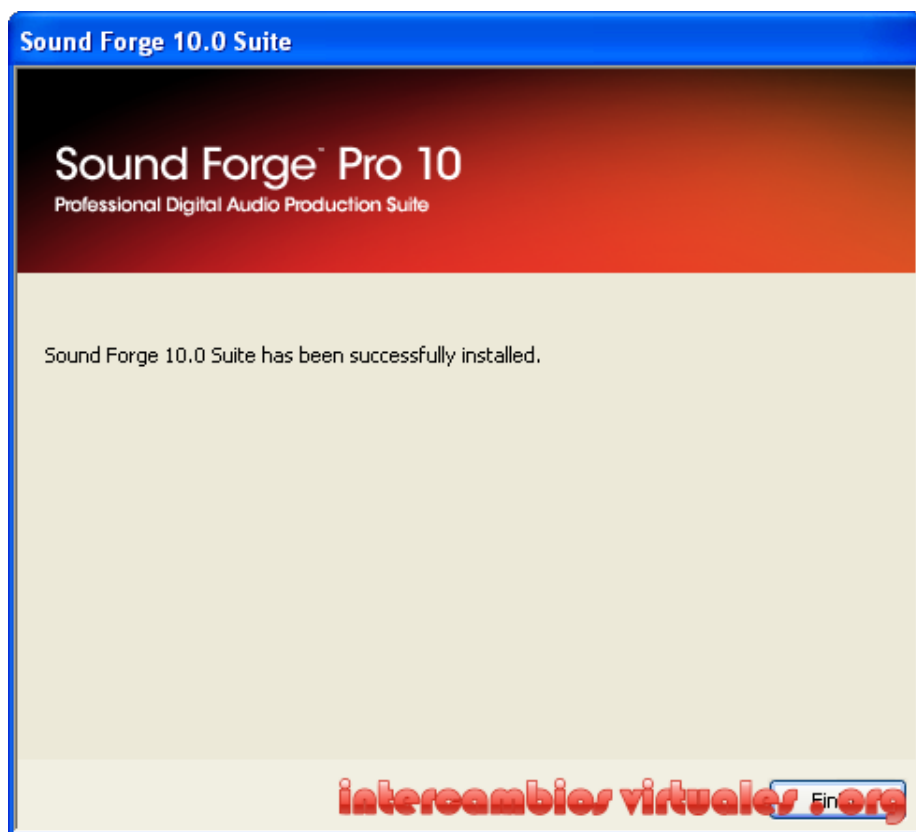 Sound Forge 10.0 Suite
Sound Forge™ Pro 10
Professional Digital Audio Production Suite
Sound Forge 10.0 Suite has been successfully installed.
intercambios virtuales . org